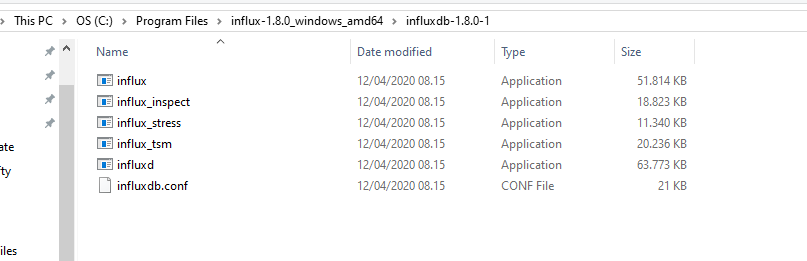 This PC > OS (C:) > Program Files > influx-1.8.0_windows_amd64 > influxdb-1.8.0-1
Name Date modified Type Size
influx 12/04/2020 08.15 Application 51.814 KB
influx_inspect 12/04/2020 08.15 Application 18.823 KB
influx_stress 12/04/2020 08.15 Application 11.340 KB
influx_tsm 12/04/2020 08.15 Application 20.236 KB
ate
influxd 12/04/2020 08.15 Application 63.773 KB
fty
influxdb.conf 12/04/2020 08.15 CONF File 21 KB
iles